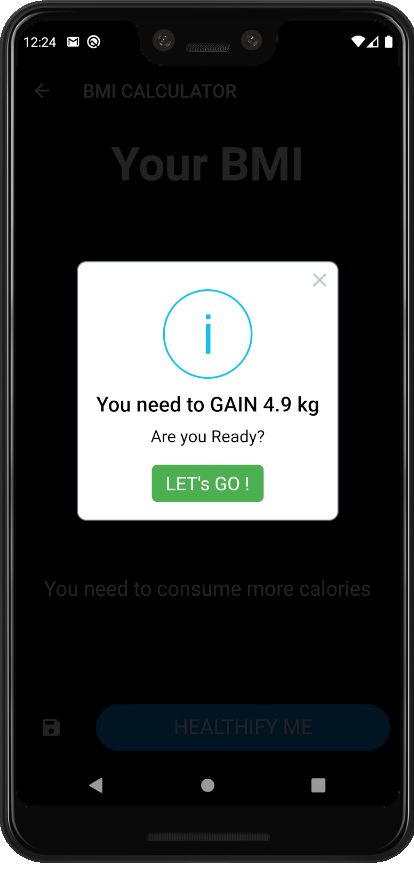 12:24
BMI CALCULATOR
Your BMI
i
You need to GAIN 4.9 kg
Are you Ready?
LET's GO !
You need to consume more calories
HEALTHIFY ME